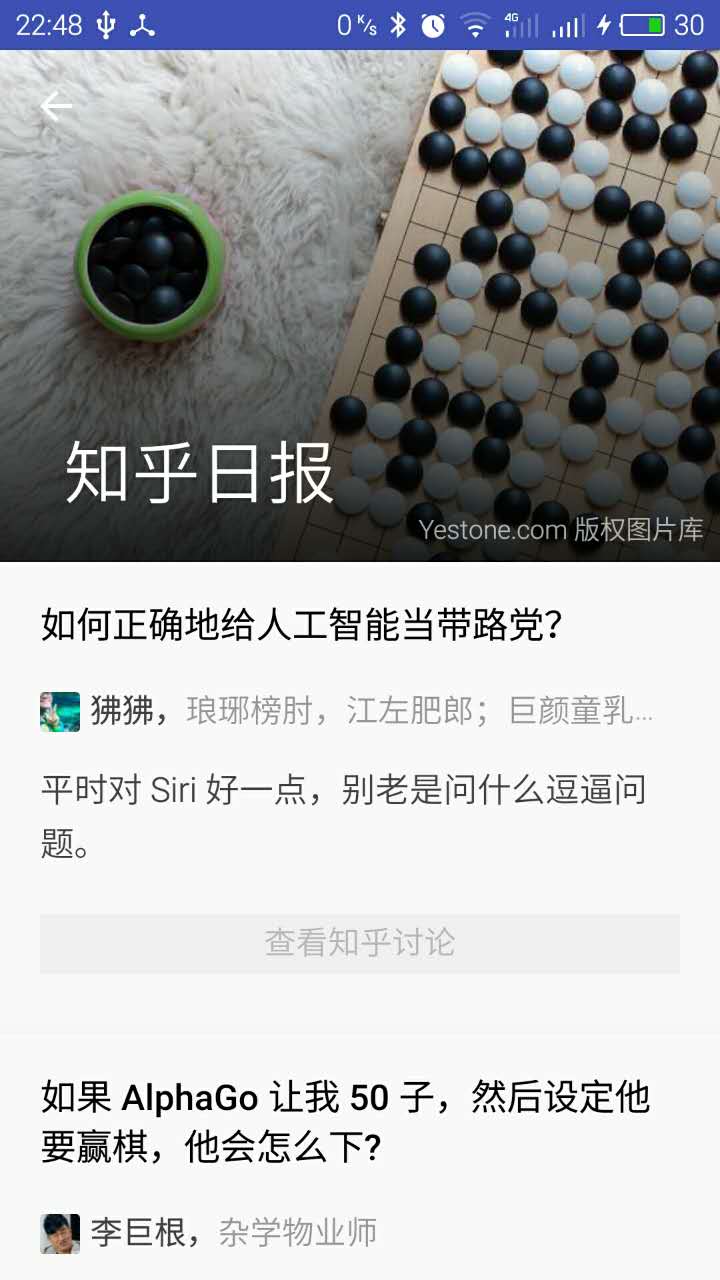 22:48
0 K/s 4G 30
知乎日报
Yestone.com 版权图片库
如何正确地给人工智能当带路党?
狒狒，琅琊榜肘，江左肥郎；巨颜童乳...
平时对 Siri 好一点，别老是问什么逗逼问
题。
查看知乎讨论
如果 AlphaGo 让我 50 子，然后设定他
要赢棋，他会怎么下?
李巨根，杂学物业师